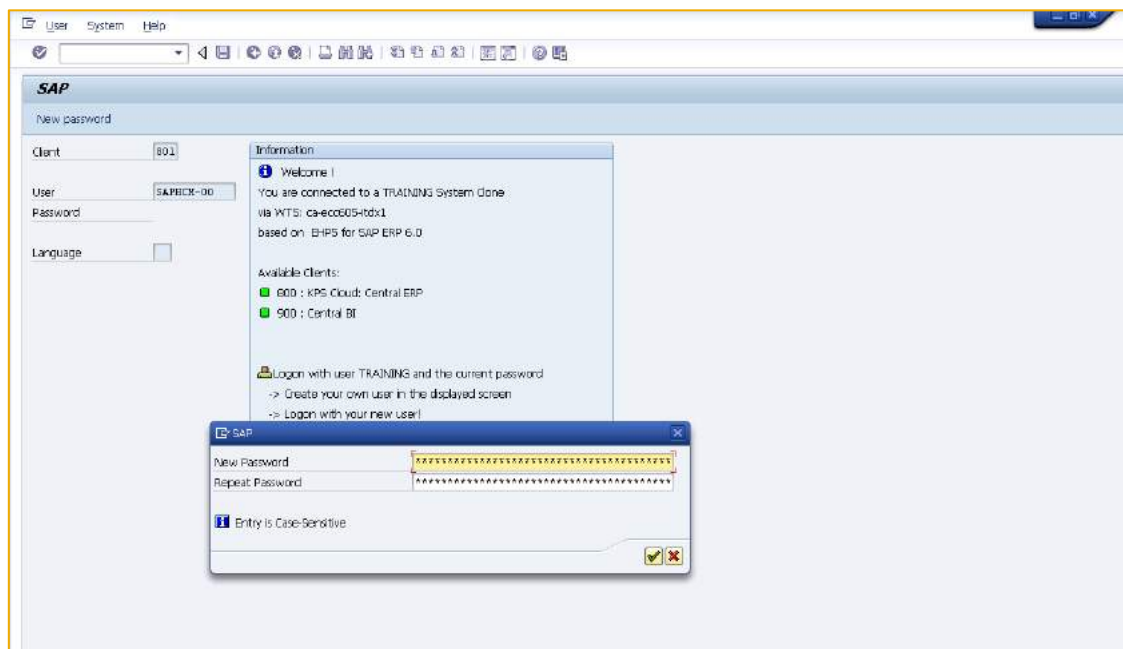 User System Help
SAP
New password
Client 801
User SAPHCM-00
Password
Language
Information
Welcome !
You are connected to a TRAINING System Clone
via WTS: ca-ecc605-itdx1
based on EHP5 for SAP ERP 6.0
Available Clients:
800 : KPS Cloud: Central ERP
900 : Central BI
Logon with user TRAINING and the current password
-> Create your own user in the displayed screen
-> Logon with your new user!
SAP
New Password ****************************************
Repeat Password ****************************************
Entry is Case-Sensitive